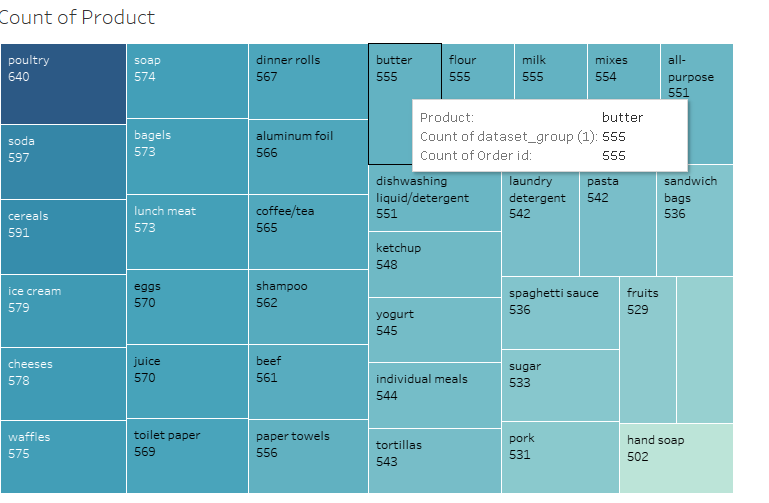 Count of Product
poultry
640
soda
597
cereals
591
ice cream
579
cheeses
578
waffles
575
soap
574
bagels
573
lunch meat
573
eggs
570
juice
570
toilet paper
569
dinner rolls
567
aluminum foil
566
coffee/tea
565
shampoo
562
beef
561
paper towels
556
butter
555
flour
555
milk
555
mixes
554
all-
purpose
551
Product: butter
Count of dataset_group (1): 555
Count of Order id: 555
dishwashing
liquid/detergent
551
ketchup
548
yogurt
545
individual meals
544
tortillas
543
laundry
detergent
542
pasta
542
sandwich
bags
536
spaghetti sauce
536
sugar
533
pork
531
fruits
529
hand soap
502